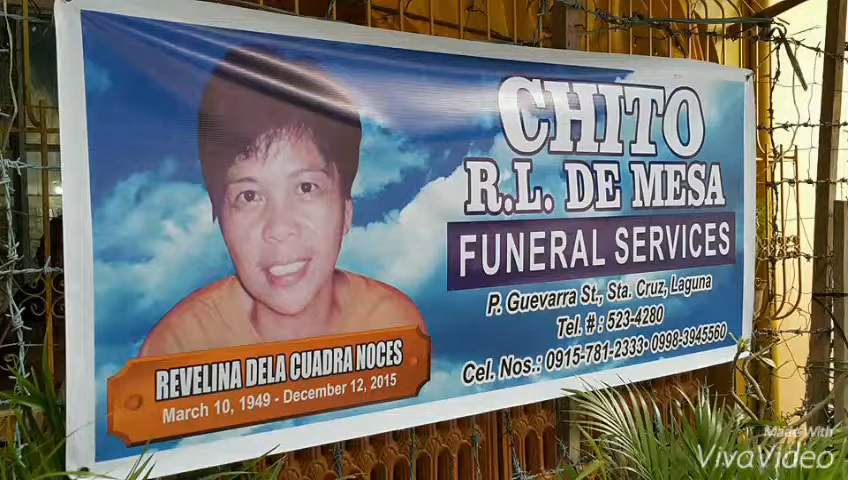 CHITO
R.L. DE MESA
FUNERAL SERVICES
P. Guevarra St., Sta. Cruz, Laguna
Tel. # : 523-4280
Cel. Nos.: 0915-781-2333 • 0998-3945560
REVELINA DELA CUADRA NOCES
March 10, 1949 - December 12, 2015
Made With
VivaVideo